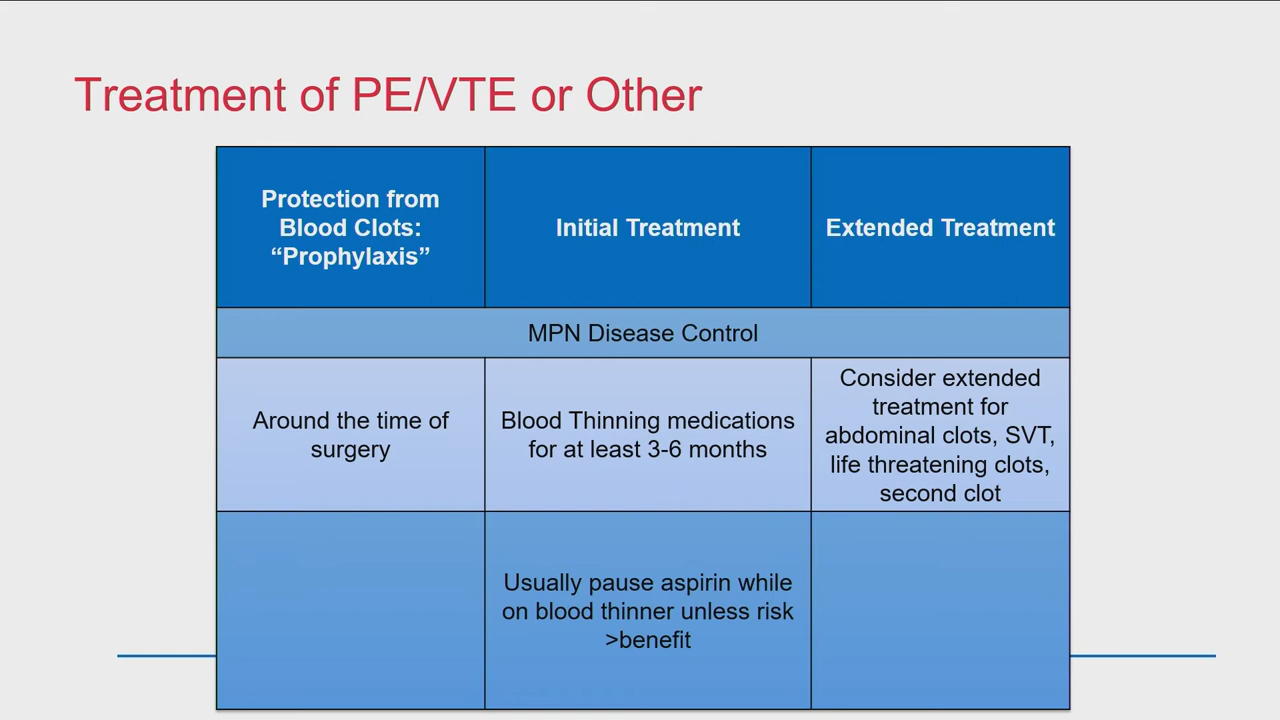 Treatment of PE/VTE or Other
Protection from
Blood Clots:
“Prophylaxis”
Initial Treatment
Extended Treatment
MPN Disease Control
Around the time of
surgery
Blood Thinning medications
for at least 3-6 months
Consider extended
treatment for
abdominal clots, SVT,
life threatening clots,
second clot
Usually pause aspirin while
on blood thinner unless risk
>benefit